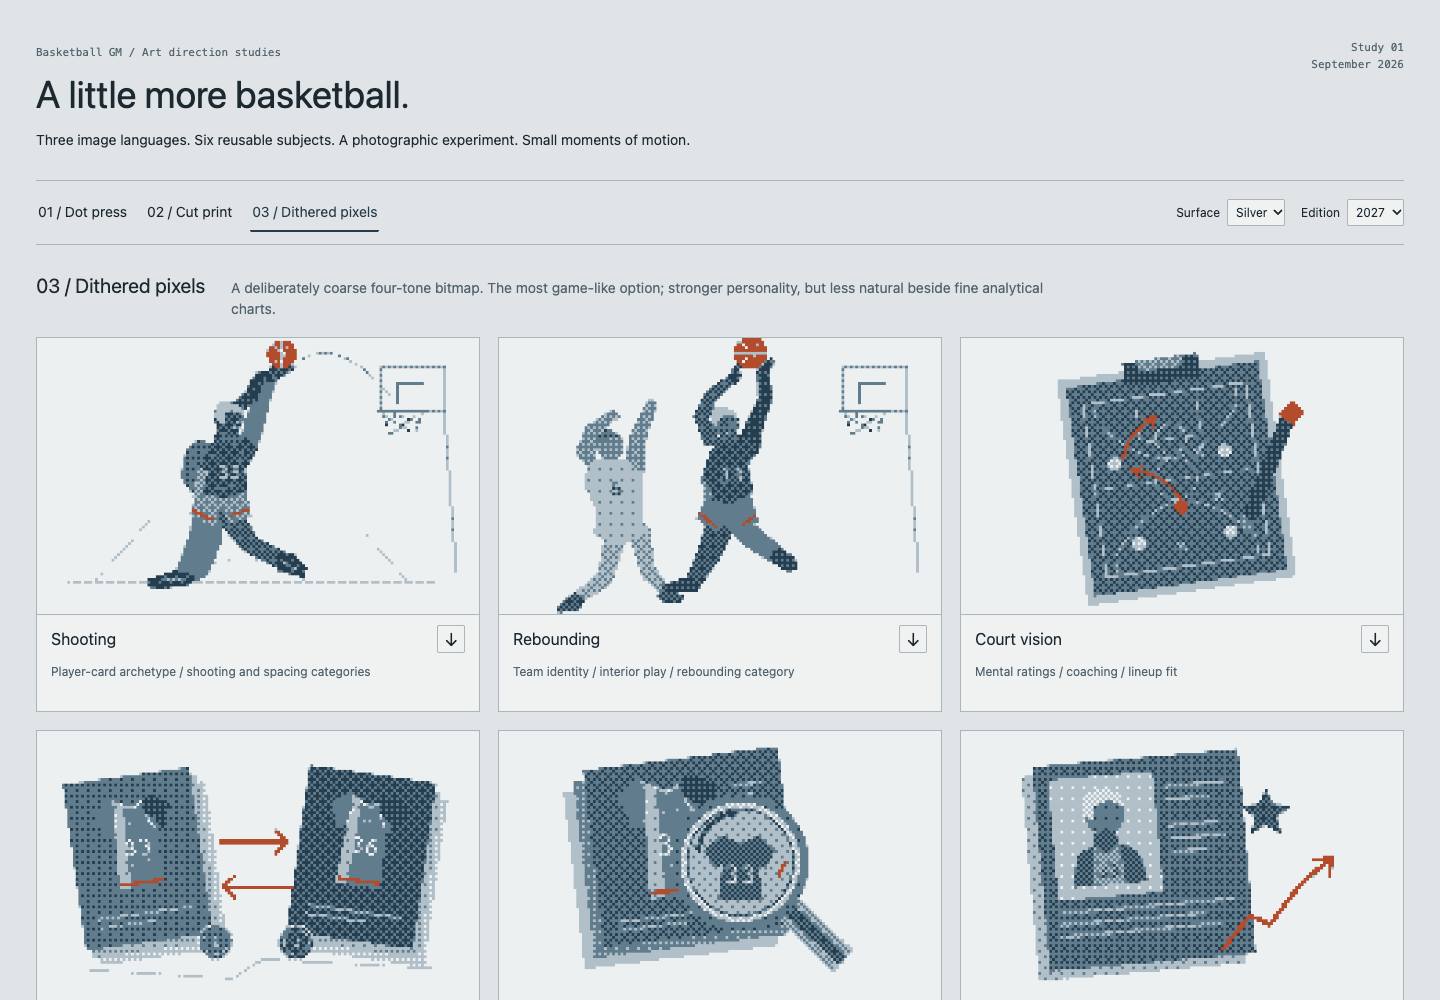 Basketball GM / Art direction studies
Study 01
September 2026
A little more basketball.
Three image languages. Six reusable subjects. A photographic experiment. Small moments of motion.
01 / Dot press
02 / Cut print
03 / Dithered pixels
Surface
Silver
Edition
2027
03 / Dithered pixels
A deliberately coarse four-tone bitmap. The most game-like option; stronger personality, but less natural beside fine analytical
charts.
33
11
Shooting
Player-card archetype / shooting and spacing categories
Rebounding
Team identity / interior play / rebounding category
Court vision
Mental ratings / coaching / lineup fit
33